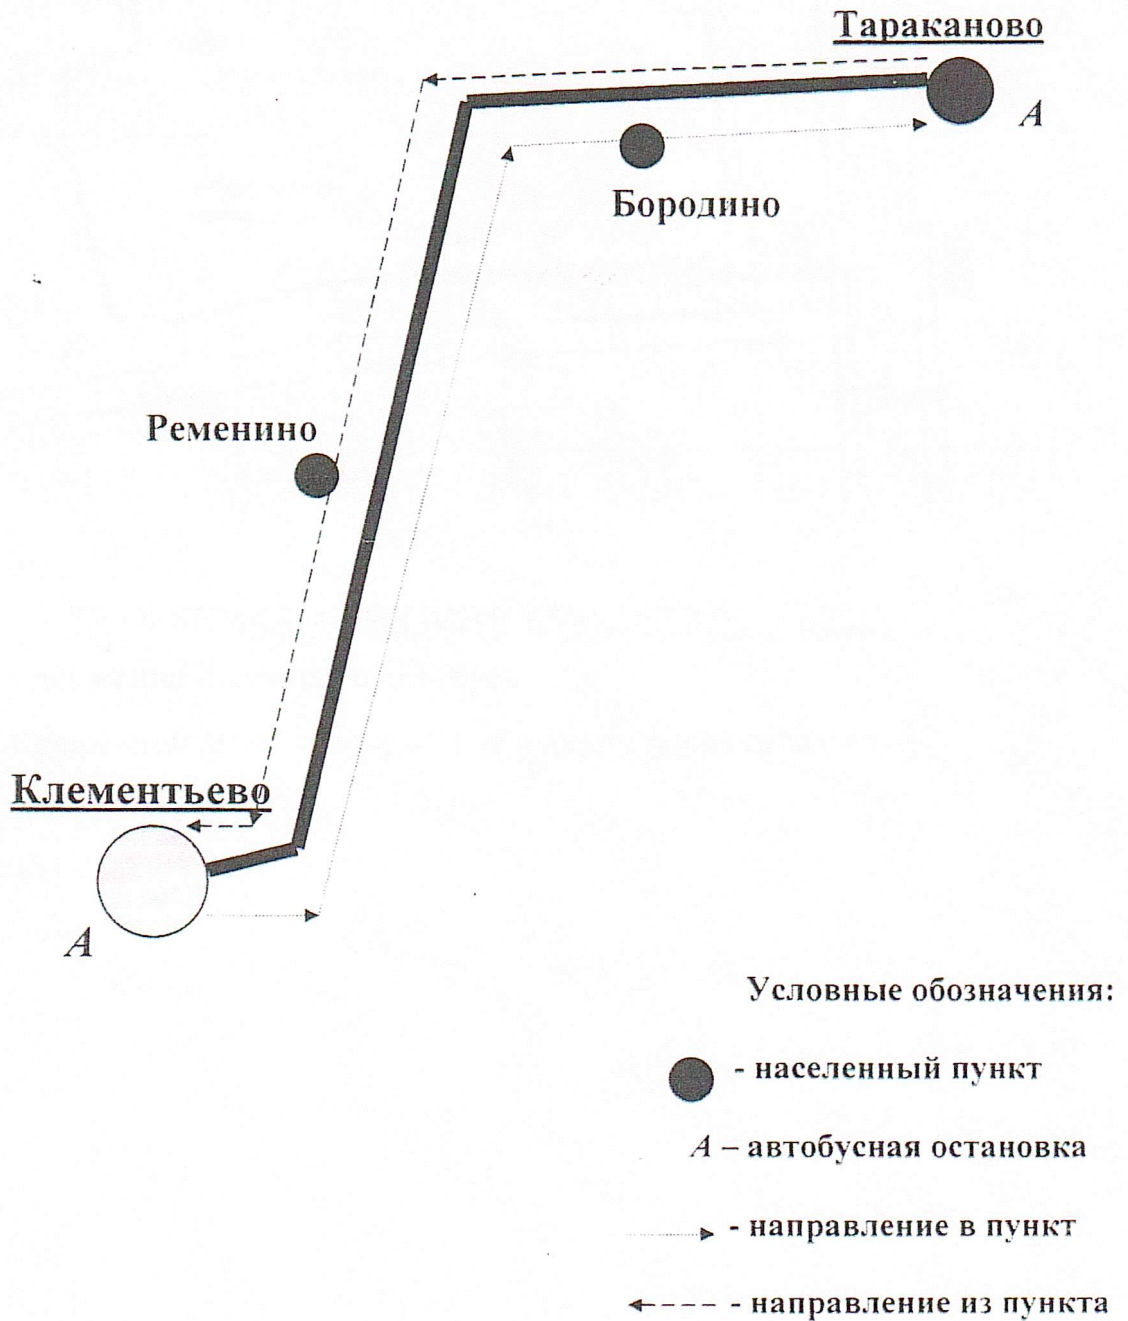 Тараканово
А
Бородино
Ременино
Клементьево
А
Условные обозначения:
- населенный пункт
А – автобусная остановка
- направление в пункт
- направление из пункта